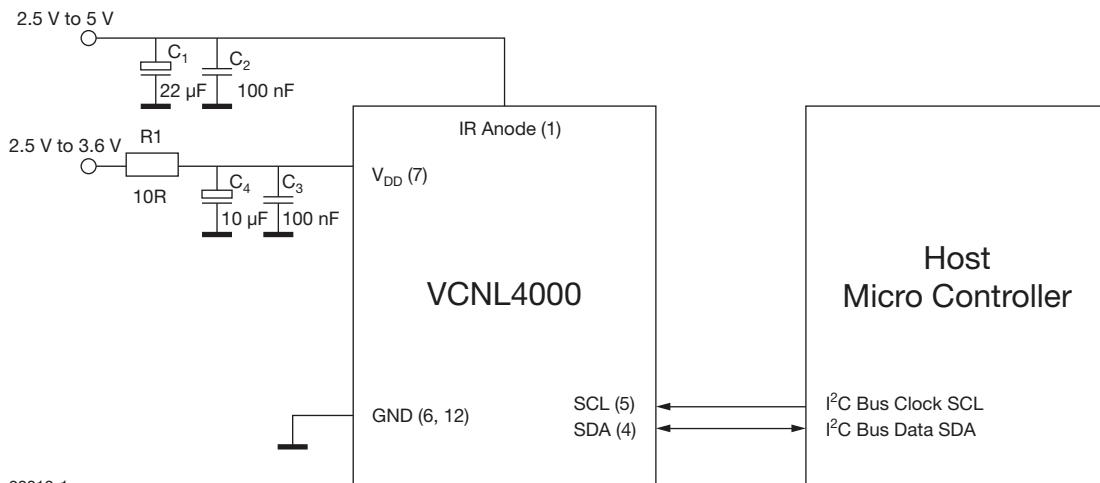 2.5 V to 5 V
C1
C2
22 µF
100 nF
IR Anode (1)
R1
2.5 V to 3.6 V
10R
C4
C3
10 µF
100 nF
VDD (7)
VCNL4000
Host
Micro Controller
GND (6, 12)
SCL (5)
I²C Bus Clock SCL
SDA (4)
I²C Bus Data SDA